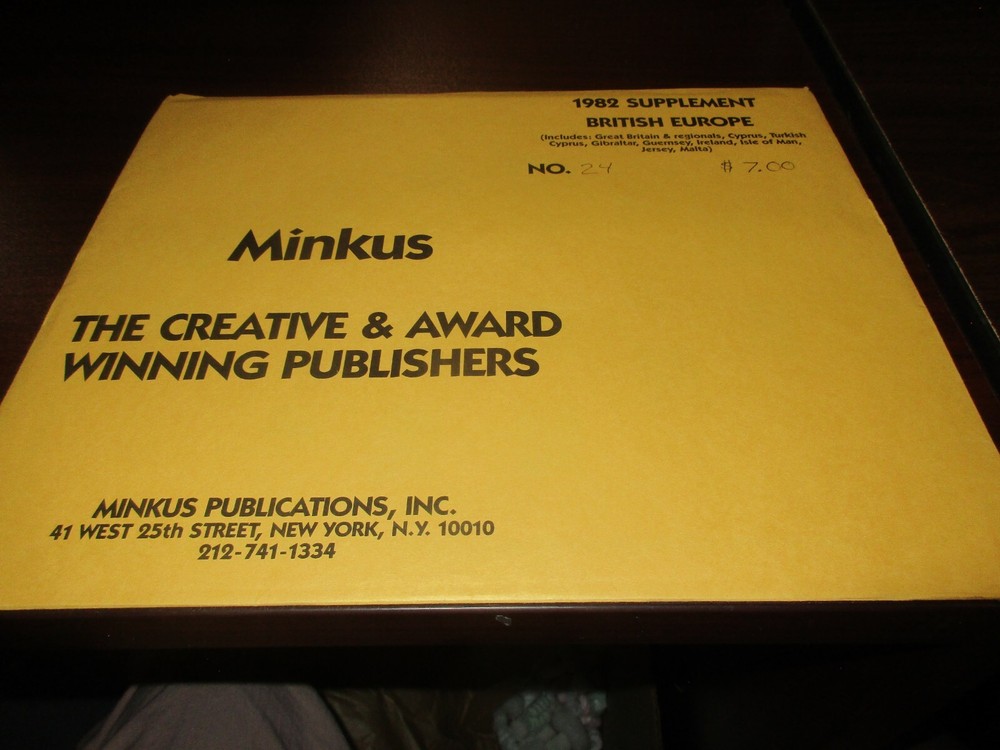 1982 SUPPLEMENT
BRITISH EUROPE
(Includes: Great Britain & regionals, Cyprus, Turkish
Cyprus, Gibraltar, Guernsey, Ireland, Isle of Man,
Jersey, Malta)
NO. 24 $ 7.00
Minkus
THE CREATIVE & AWARD
WINNING PUBLISHERS
MINKUS PUBLICATIONS, INC.
41 WEST 25th STREET, NEW YORK, N.Y. 10010
212-741-1334